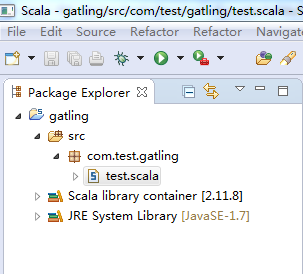 Scala - gatling/src/com/test/gatling/test.scala - S
File Edit Source Refactor Refactor Navigate
Package Explorer
gatling
src
com.test.gatling
test.scala
Scala library container [2.11.8]
JRE System Library [JavaSE-1.7]